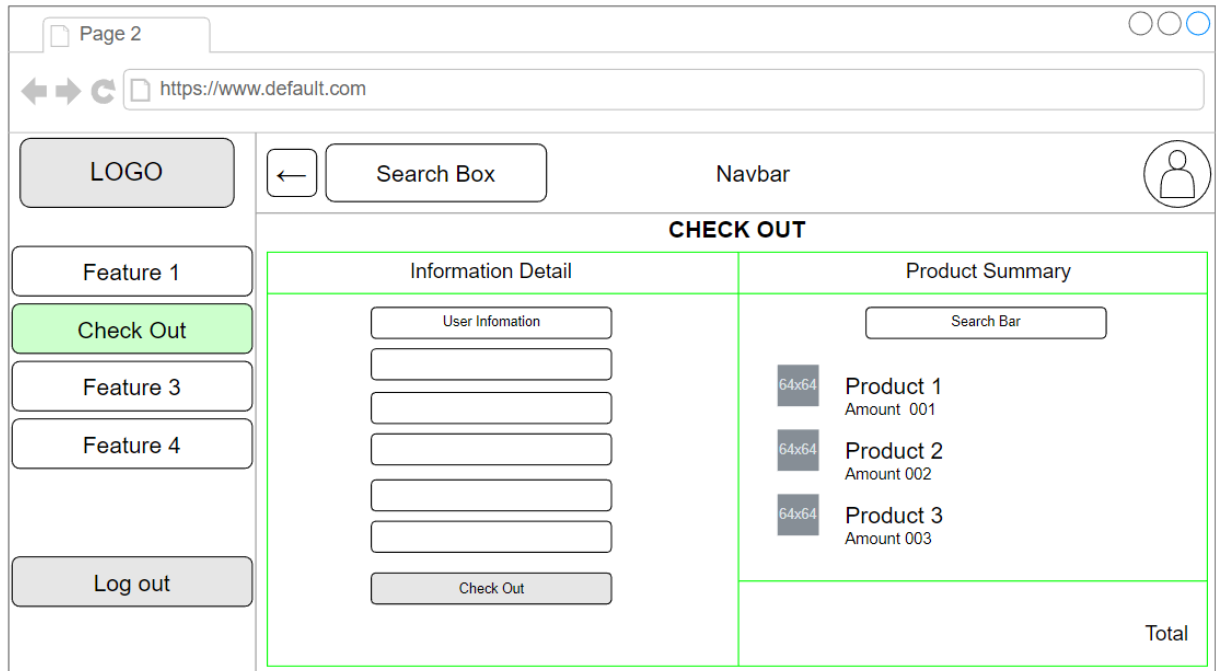 Page 2
https://www.default.com
LOGO
←
Search Box
Navbar
CHECK OUT
Feature 1
Check Out
Feature 3
Feature 4
Log out
Information Detail
User Infomation
Check Out
Product Summary
Search Bar
64x64
Product 1
Amount  001
64x64
Product 2
Amount 002
64x64
Product 3
Amount 003
Total